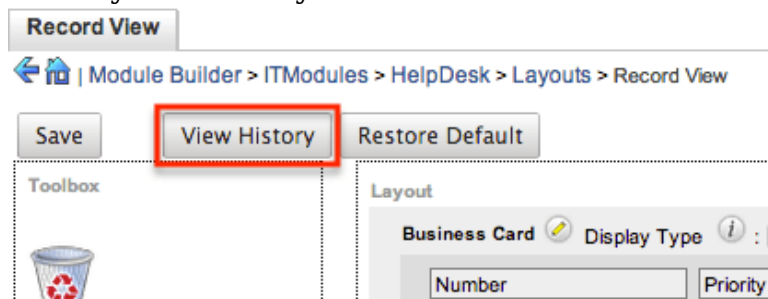 Record View
| Module Builder > ITModules > HelpDesk > Layouts > Record View
Save View History Restore Default
Toolbox
Layout
Business Card Display Type i :
Number Priority